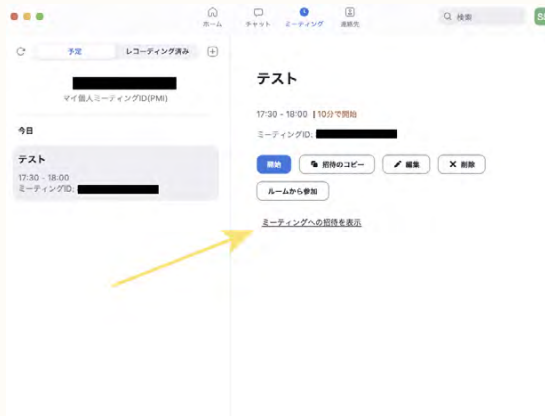 ホーム
チャット
ミーティング
連絡先
検索
予定
レコーディング済み
マイ個人ミーティングID(PMI)
今日
テスト
17:30 - 18:00
ミーティングID:
テスト
17:30 - 18:00 | 10分で開始
ミーティングID:
開始
招待のコピー
編集
削除
ルームから参加
ミーティングへの招待を表示